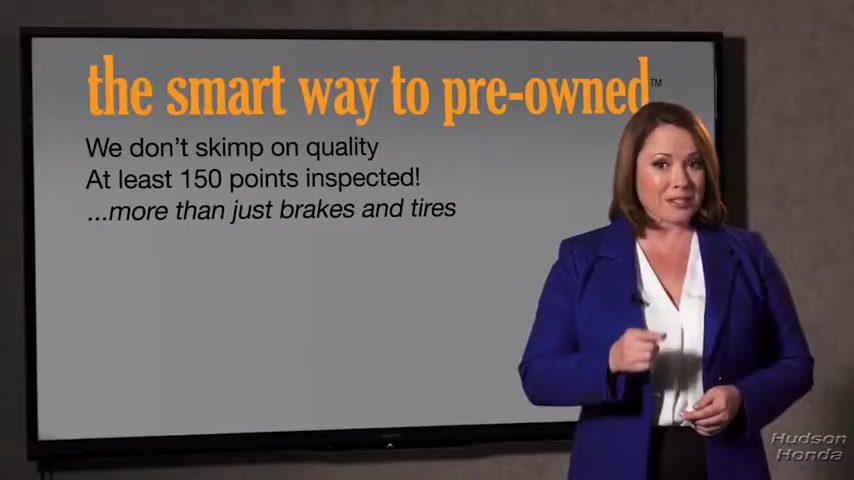 the smart way to pre-owned™
We don't skimp on quality
At least 150 points inspected!
...more than just brakes and tires
Hudson
Honda